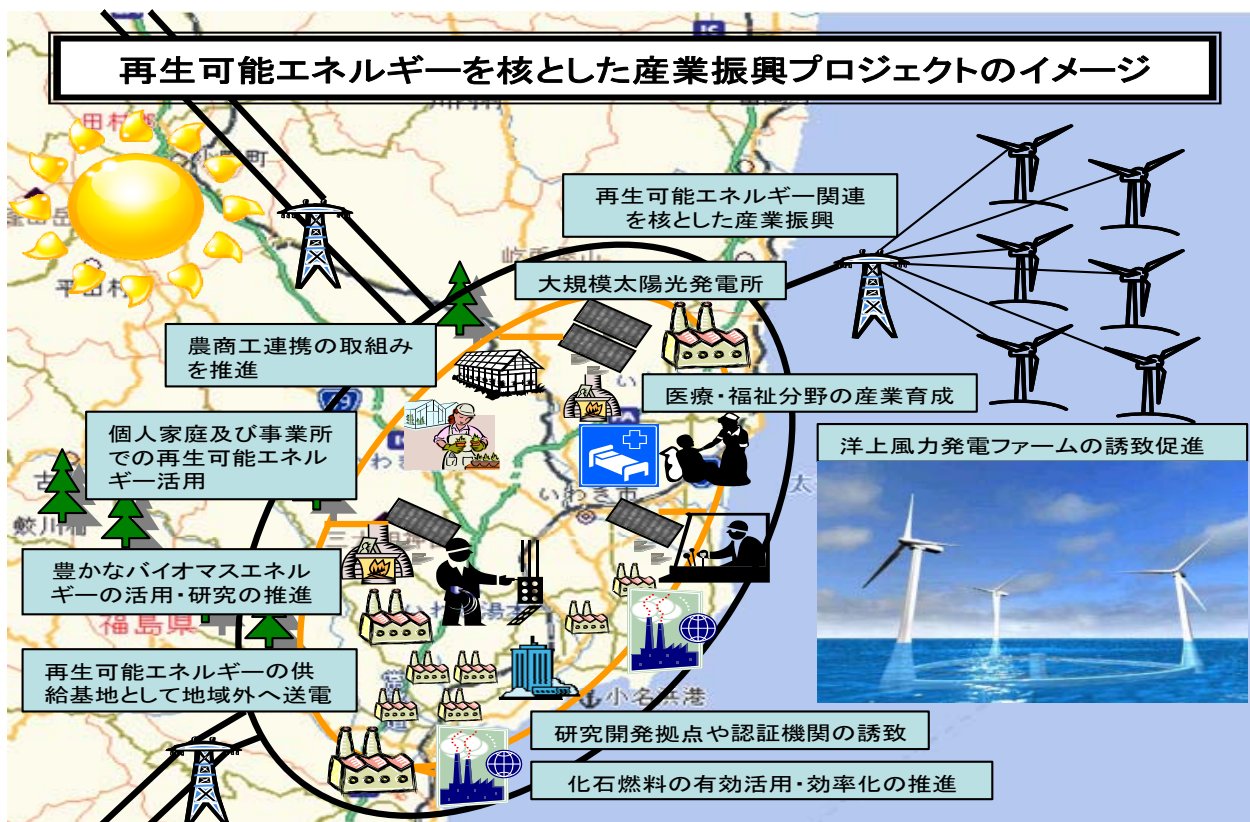 再生可能エネルギーを核とした産業振興プロジェクトのイメージ
再生可能エネルギー関連
を核とした産業振興
大規模太陽光発電所
農商工連携の取組み
を推進
医療・福祉分野の産業育成
個人家庭及び事業所
での再生可能エネル
ギー活用
洋上風力発電ファームの誘致促進
豊かなバイオマスエネル
ギーの活用・研究の推進
再生可能エネルギーの供
給基地として地域外へ送電
研究開発拠点や認証機関の誘致
化石燃料の有効活用・効率化の推進
田村郡
平田村
いわき市
鮫川村
福島県
小名浜港